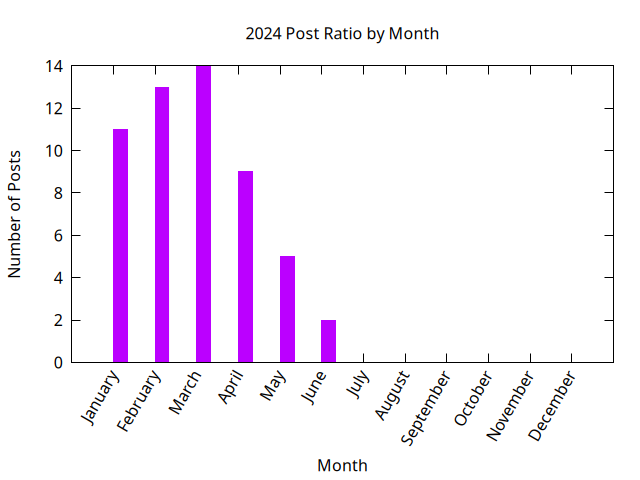 2024 Post Ratio by Month
Number of Posts
14
12
10
8
6
4
2
0
January
February
March
April
May
June
July
August
September
October
November
December
Month